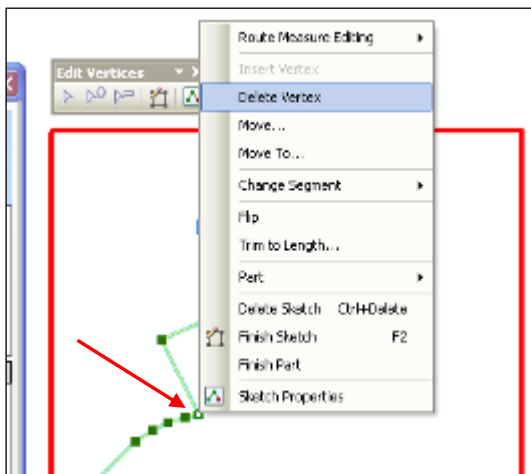 Edit Vertices
Route Measure Editing
Insert Vertex
Delete Vertex
Move...
Move To...
Change Segment
Flip
Trim to Length...
Part
Delete Sketch Ctrl+Delete
Finish Sketch F2
Finish Part
Sketch Properties